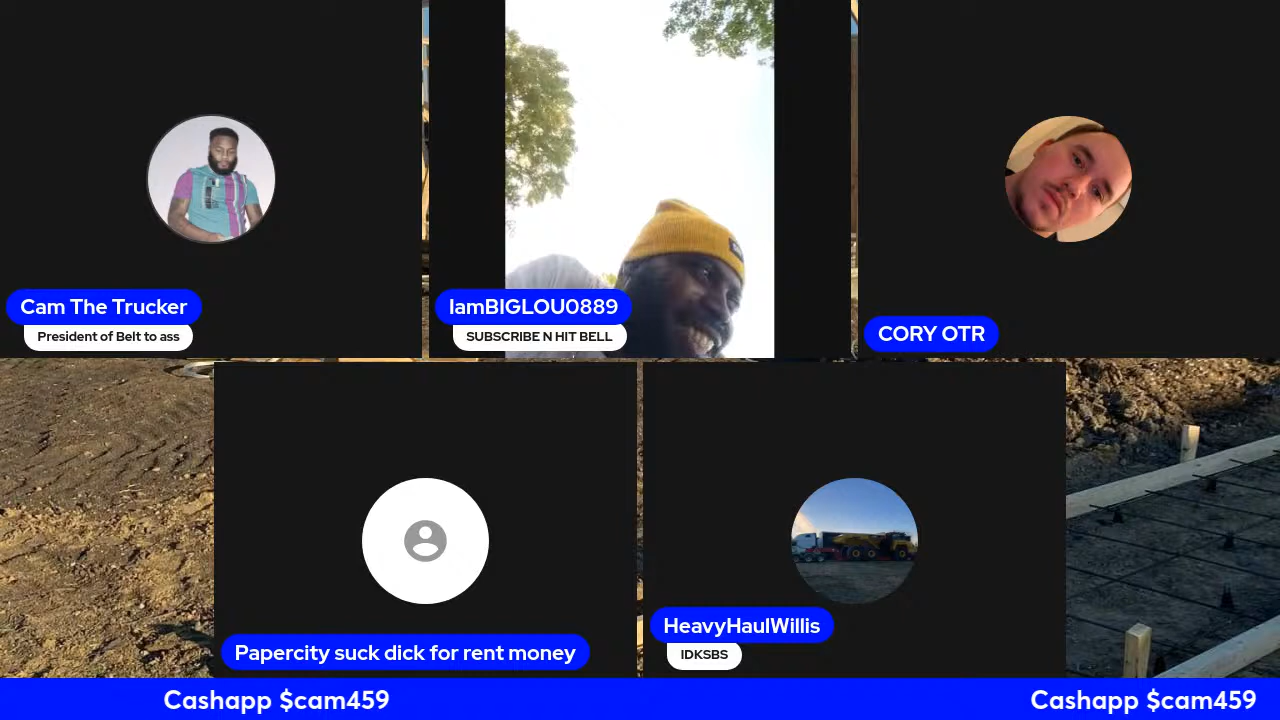 Cam The Trucker
President of Belt to ass
IamBIGLOU0889
SUBSCRIBE N HIT BELL
CORY OTR
Papercity suck dick for rent money
HeavyHaulWillis
IDKSBS
Cashapp $cam459
Cashapp $cam459